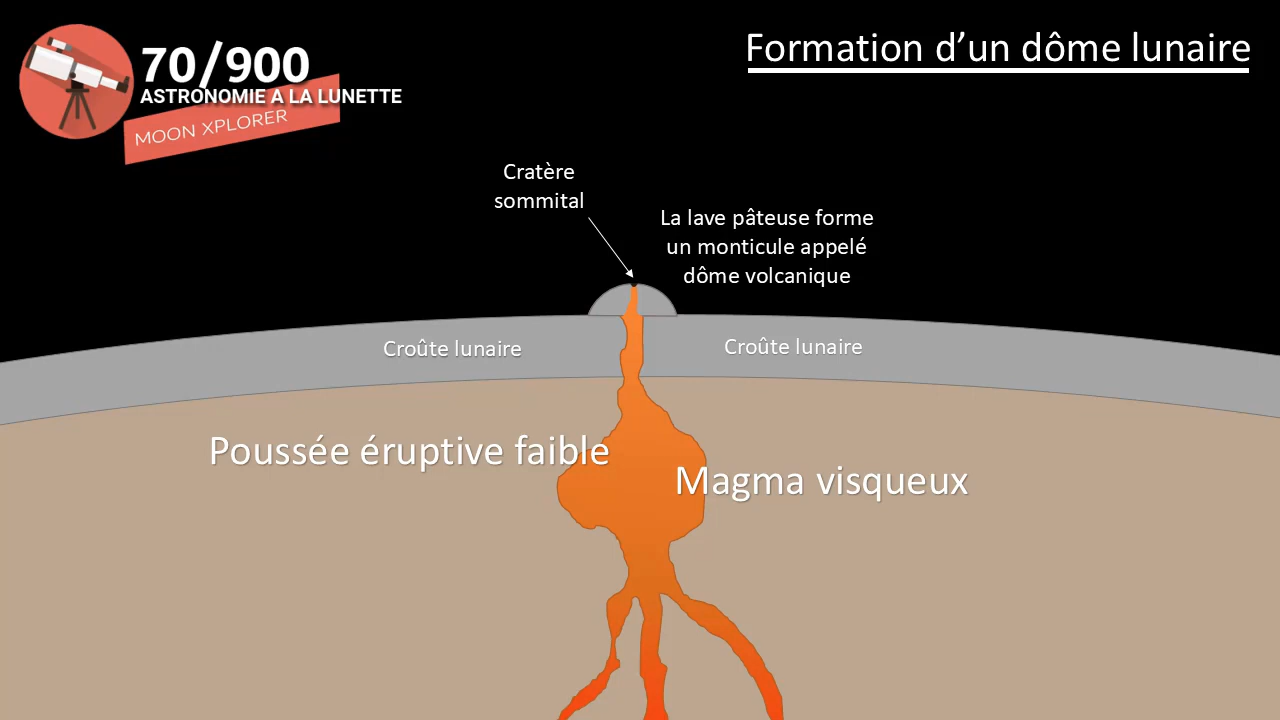 70/900
ASTRONOMIE A LA LUNETTE
MOON XPLORER
Formation d’un dôme lunaire
Cratère
sommital
La lave pâteuse forme
un monticule appelé
dôme volcanique
Croûte lunaire
Croûte lunaire
Poussée éruptive faible
Magma visqueux